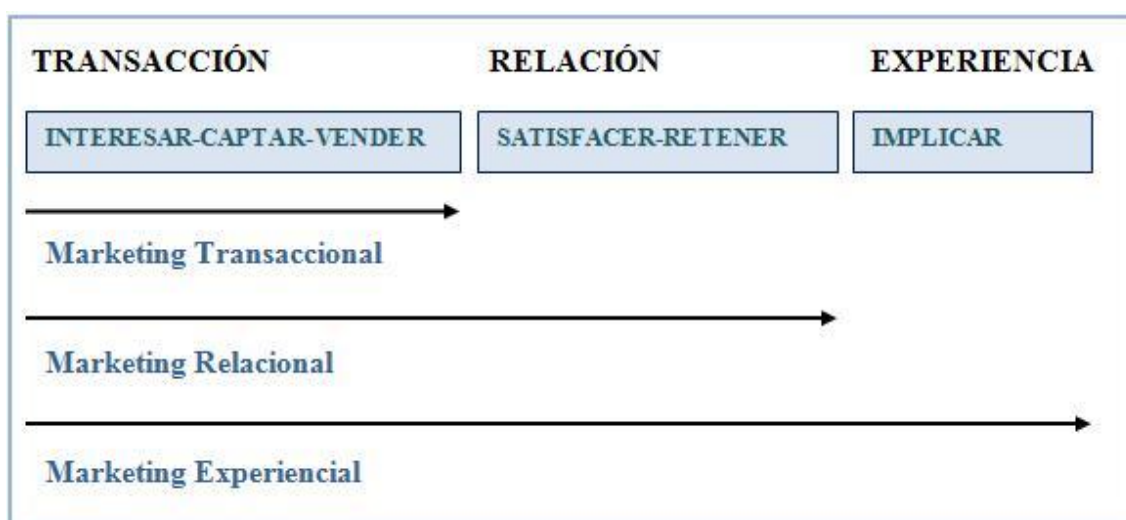 TRANSACCIÓN RELACIÓN EXPERIENCIA
INTERESAR-CAPTAR-VENDER SATISFACER-RETENER IMPLICAR
Marketing Transaccional
Marketing Relacional
Marketing Experiencial